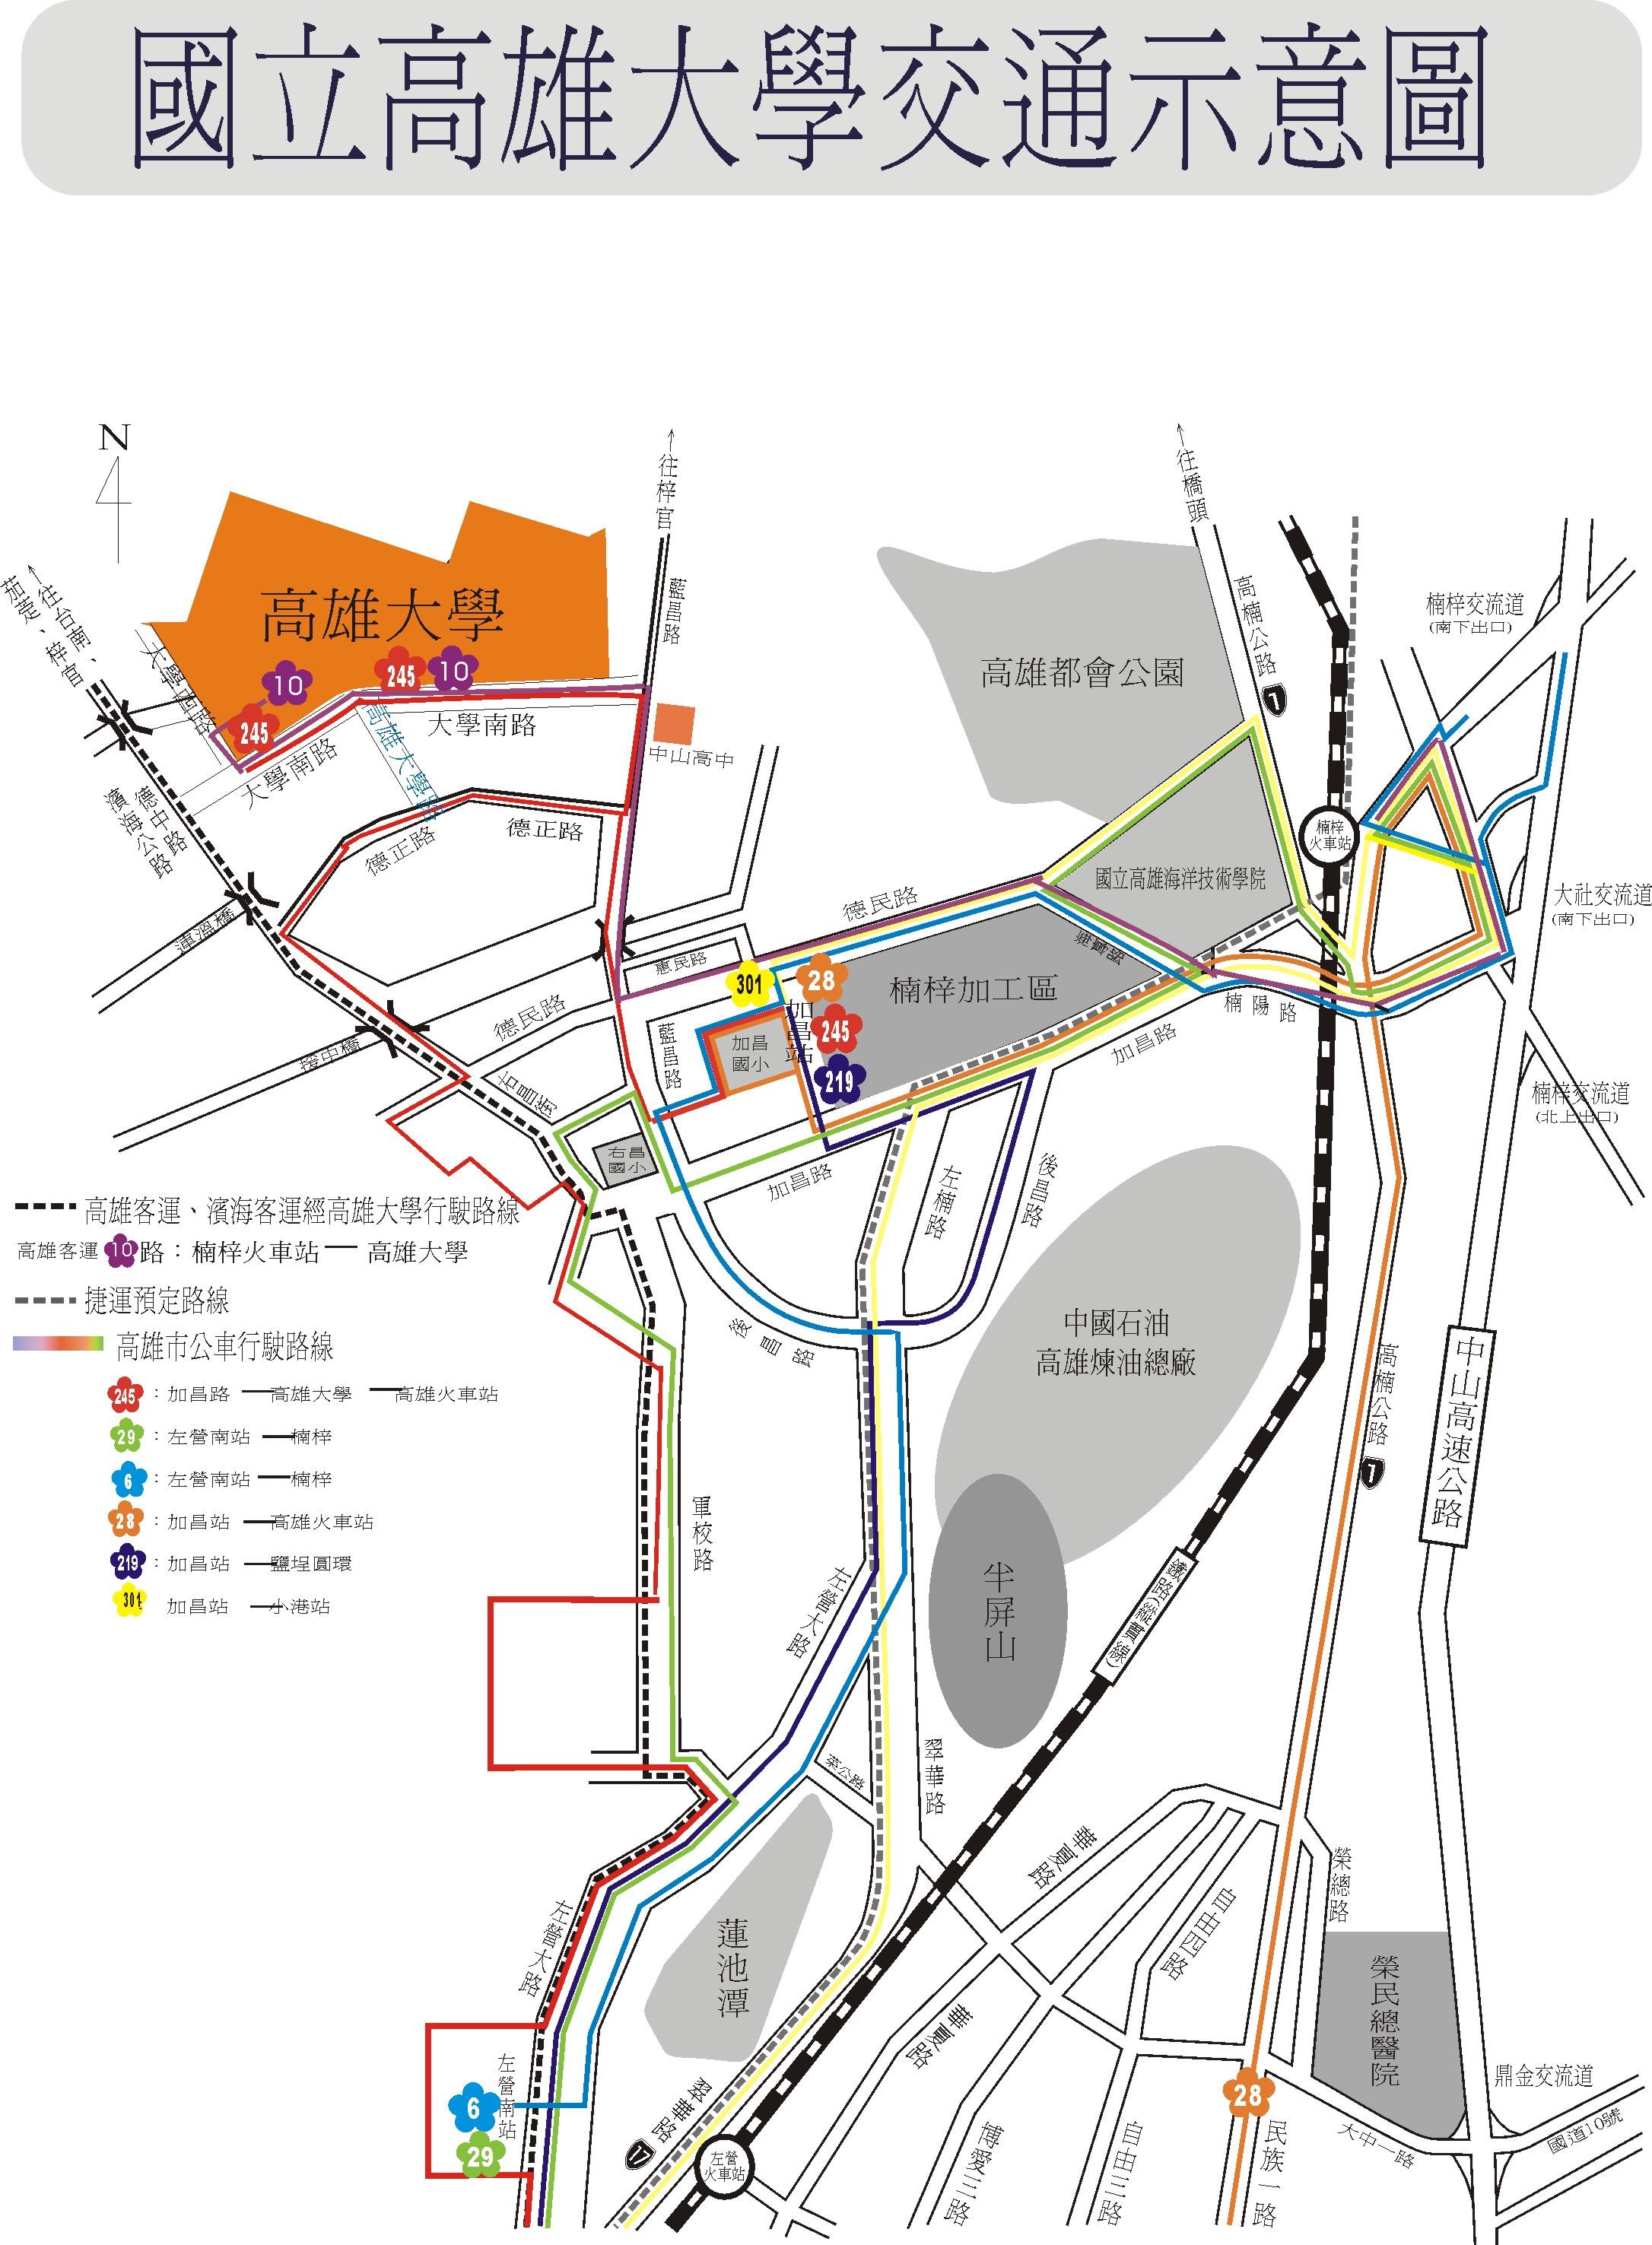 國立高雄大學交通示意圖
N
←往台南、
茄萣、梓官
←往梓官
←往橋頭
高雄大學
大學西路
10
245
10
245
大學南路
高雄大學路
大學南路
藍昌路
中山高中
高雄都會公園
高楠公路
1
楠梓交流道
(南下出口)
楠梓
火車站
德中路
濱海公路
德正路
德正路
國立高雄海洋技術學院
大社交流道
(南下出口)
德民路
惠民路
301
28
加昌站
245
219
楠梓加工區
楠陽路
加昌路
加昌
國小
藍昌路
德民路
援中橋
右昌街
右昌
國小
加昌路
左楠路
後昌路
楠梓交流道
(北上出口)
高雄客運、濱海客運經高雄大學行駛路線
高雄客運 10 路：楠梓火車站 — 高雄大學
捷運預定路線
高雄市公車行駛路線
245 ：加昌路 — 高雄大學 — 高雄火車站
29 ：左營南站 — 楠梓
6 ：左營南站 — 楠梓
28 ：加昌站 — 高雄火車站
219 ：加昌站 — 鹽埕圓環
301 加昌站 — 小港站
後昌路
中國石油
高雄煉油總廠
高楠公路
1
中山高速公路
軍校路
左營大路
半屏山
鐵路(縱貫線)
菜公路
翠華路
華夏路
自由四路
榮總路
蓮池潭
左營大路
榮民總醫院
華夏路
鼎金交流道
國道10號
左營南站
6
29
翠華路
17
左營
火車站
博愛三路
自由三路
28
民族一路
大中一路